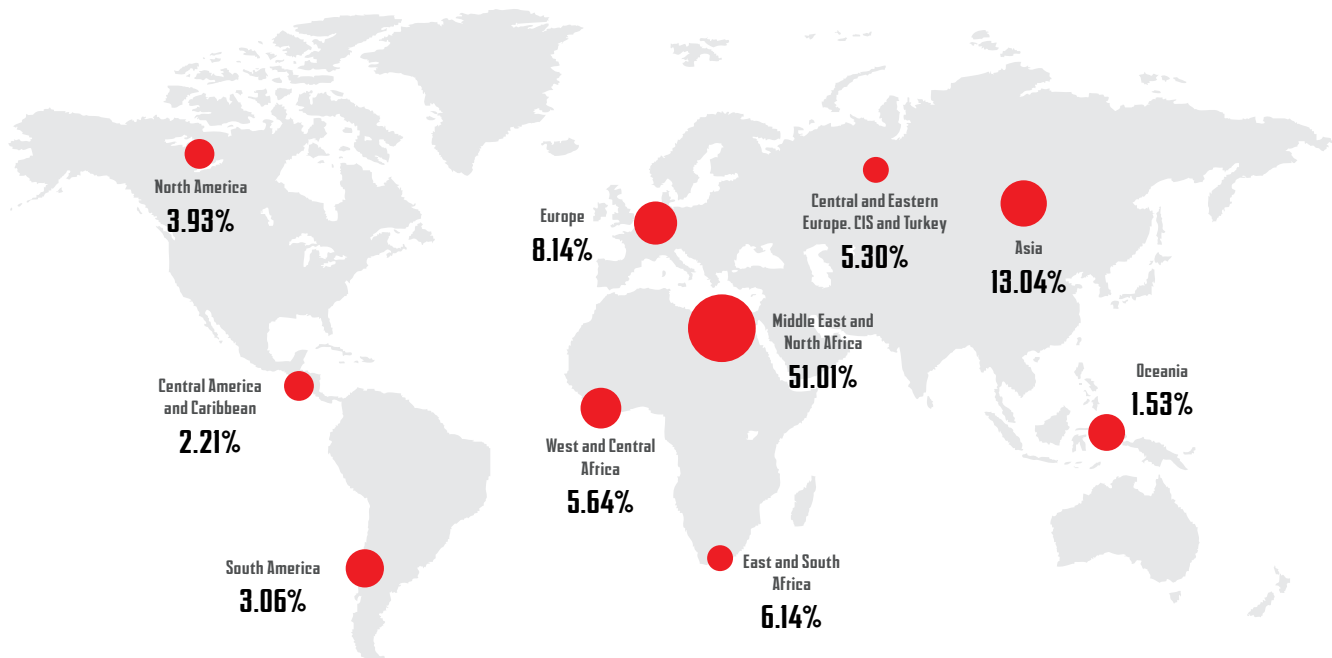 North America
3.93%
Europe
8.14%
Central and Eastern
Europe. CIS and Turkey
5.30%
Asia
13.04%
Middle East and
North Africa
51.01%
Central America
and Caribbean
2.21%
West and Central
Africa
5.64%
Oceania
1.53%
South America
3.06%
East and South
Africa
6.14%